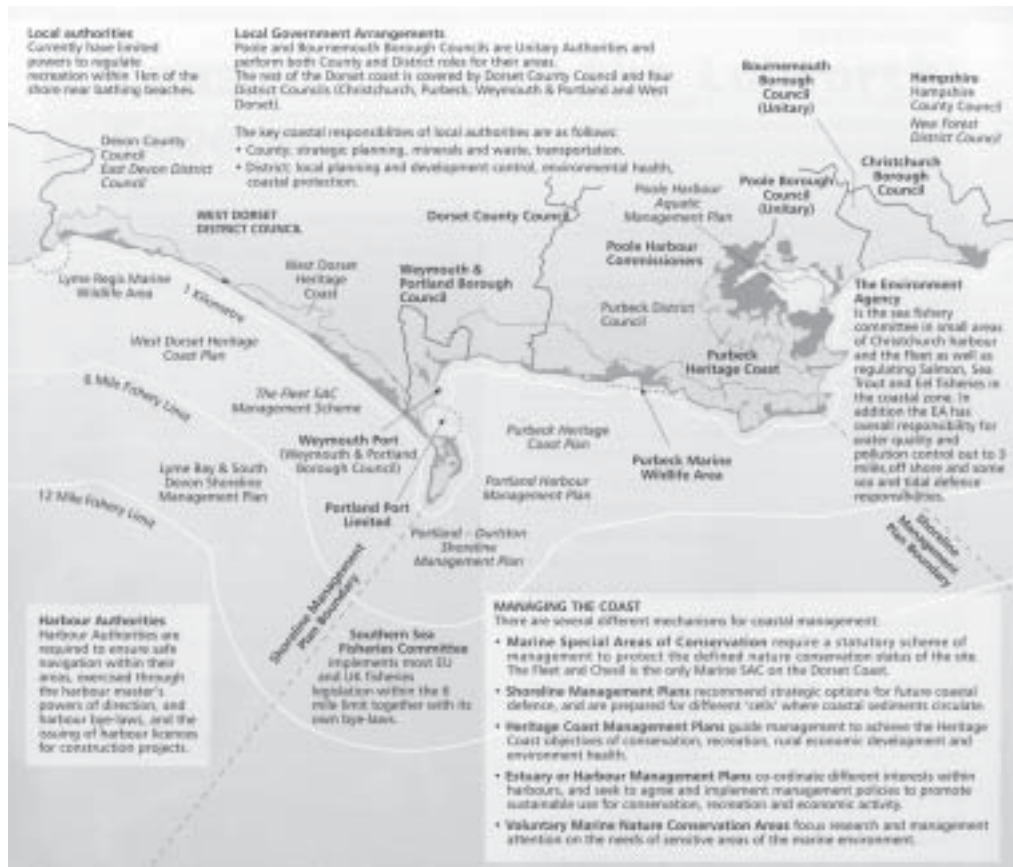 Local authorities
Currently have limited
powers to regulate
recreation within 1km of the
shore near bathing beaches.
Local Government Arrangements
Poole and Bournemouth Borough Councils are Unitary Authorities and
perform both County and District roles for their areas.
The rest of the Dorset coast is covered by Dorset County Council and four
District Councils (Christchurch, Purbeck, Weymouth & Portland and West
Dorset).
The key coastal responsibilities of local authorities are as follows:
• County: strategic planning, minerals and waste, transportation.
• District: local planning and development control, environmental health,
coastal protection.
Bournemouth
Borough
Council
(Unitary)
Hampshire
Hampshire
County Council
New Forest
District Council
Devon County
Council
East Devon District
Council
Christchurch
Borough
Council
Poole Harbour
Aquatic
Management Plan
Poole Borough
Council
(Unitary)
WEST DORSET
DISTRICT COUNCIL
Dorset County Council
Poole Harbour
Commissioners
West Dorset
Heritage
Coast
Weymouth &
Portland Borough
Council
Lyme Regis Marine
Wildlife Area
1 Kilometre
Purbeck District
Council
The Environment
Agency
Is the sea fishery
committee in small areas
of Christchurch harbour
and the Fleet as well as
regulating Salmon, Sea
Trout and Eel fisheries in
the coastal zone. In
addition the EA has
overall responsibility for
water quality and
pollution control out to 3
miles off shore and some
sea and tidal defence
responsibilities.
West Dorset Heritage
Coast Plan
Purbeck
Heritage Coast
6 Mile Fishery Limit
The Fleet SAC
Management Scheme
Weymouth Port
(Weymouth & Portland
Borough Council)
Purbeck Heritage
Coast Plan
Purbeck Marine
Wildlife Area
Lyme Bay & South
Devon Shoreline
Management Plan
Portland Harbour
Management Plan
12 Mile Fishery Limit
Portland Port
Limited
Portland – Durlston
Shoreline
Management Plan
Shoreline Management
Plan Boundary
Shoreline
Management
Plan Boundary
Harbour Authorities
Harbour Authorities are
required to ensure safe
navigation within their
areas, exercised through
the harbour master's
powers of direction, and
harbour bye-laws, and the
issuing of harbour licences
for construction projects.
Southern Sea
Fisheries Committee
implements most EU
and UK fisheries
legislation within the 6
mile limit together with its
own bye-laws.
MANAGING THE COAST
There are several different mechanisms for coastal management:
• Marine Special Areas of Conservation require a statutory scheme of
management to protect the defined nature conservation status of the site.
The Fleet and Chesil is the only Marine SAC on the Dorset Coast.
• Shoreline Management Plans recommend strategic options for future coastal
defence, and are prepared for different 'cells' where coastal sediments circulate.
• Heritage Coast Management Plans guide management to achieve the Heritage
Coast objectives of conservation, recreation, rural economic development and
environment health.
• Estuary or Harbour Management Plans co-ordinate different interests within
harbours, and seek to agree and implement management policies to promote
sustainable use for conservation, recreation and economic activity.
• Voluntary Marine Nature Conservation Areas focus research and management
attention on the needs of sensitive areas of the marine environment.